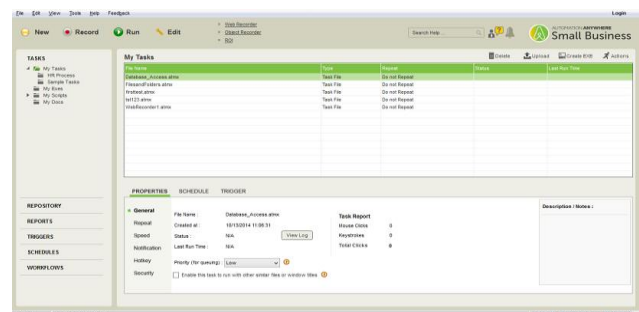 File Edit View Tools Help Feedback Login
New Record Run Edit
Web Recorder
Object Recorder
ROI
Search Help...
AUTOMATION ANYWHERE
Small Business
TASKS
My Tasks
HR Process
Sample Tasks
My Exes
My Scripts
My Docs
REPOSITORY
REPORTS
TRIGGERS
SCHEDULES
WORKFLOWS
My Tasks Delete Upload Create EXE Actions
File Name Type Repeat Status Last Run Time
Database_Access.atmx Task File Do not Repeat
FilesandFolders.atmx Task File Do not Repeat
firsttest.atmx Task File Do not Repeat
Task File Do not Repeat
WebRecorder1.atmx Task File Do not Repeat
PROPERTIES SCHEDULE TRIGGER
General
Repeat
Speed
Notification
Hotkey
Security
File Name : Database_Access.atmx
Created at : 10/13/2014 11:06:31
Status : N/A View Log
Last Run Time : N/A
Priority (for queuing) : Low
Enable this task to run with other similar files or window titles
Task Report
Mouse Clicks 0
Keystrokes 0
Total Clicks 0
Description / Notes :